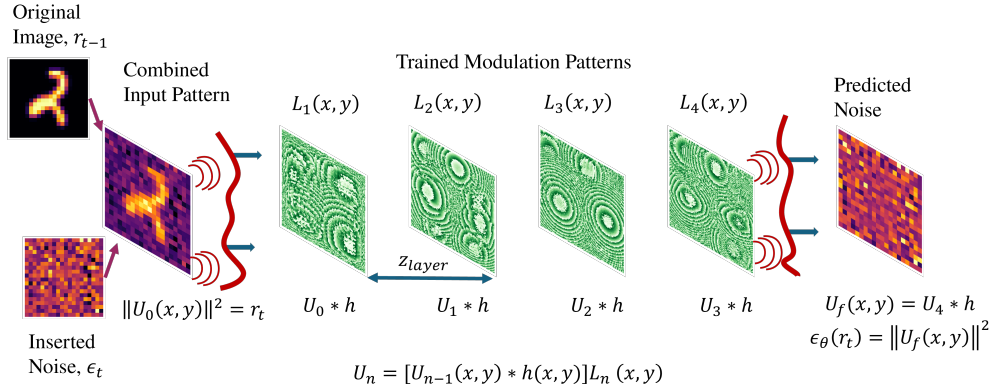 Original
Image, r_{t−1}
Combined
Input Pattern
Trained Modulation Patterns
L_1(x, y)
L_2(x, y)
L_3(x, y)
L_4(x, y)
Predicted
Noise
z_{layer}
‖U_0(x, y)‖^2 = r_t
U_0 ∗ h
U_1 ∗ h
U_2 ∗ h
U_3 ∗ h
U_f(x, y) = U_4 ∗ h
ϵ_θ(r_t) = ‖U_f(x, y)‖^2
Inserted
Noise, ϵ_t
U_n = [U_{n−1}(x, y) ∗ h(x, y)]L_n (x, y)